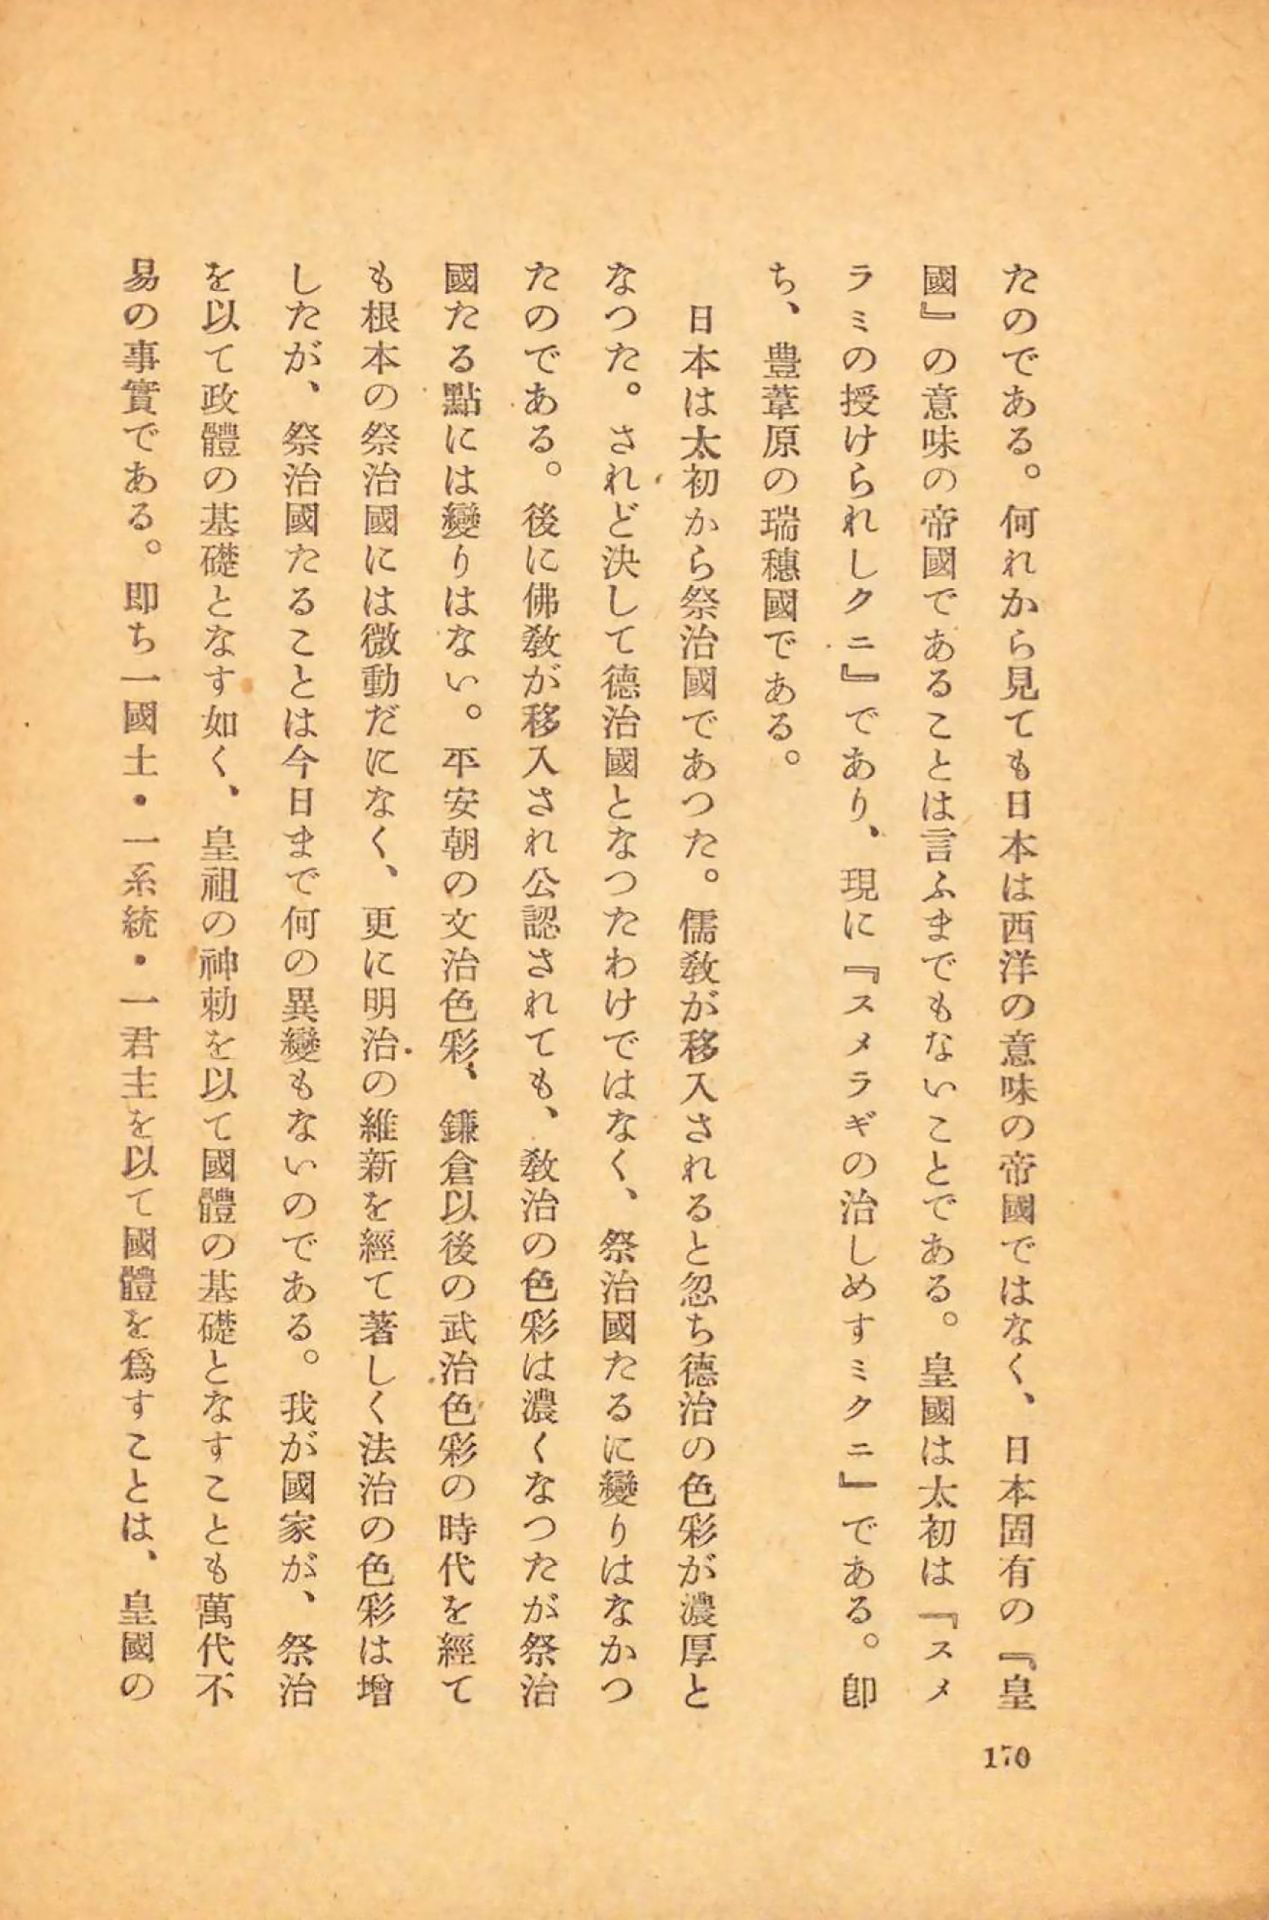 たのである。何れから見ても日本は西洋の意味の帝國ではなく、日本固有の『皇
國』の意味の帝國であることは言ふまでもないことである。皇國は太初は『スメ
ラミの授けられしクニ』であり、現に『スメラギの治しめすミクニ』である。卽
ち、豊葦原の瑞穗國である。
日本は太初から祭治國であつた。儒敎が移入されると忽ち德治の色彩が濃厚と
なつた。されど決して德治國となつたわけではなく、祭治國たるに變りはなかつ
たのである。後に佛敎が移入され公認されても、敎治の色彩は濃くなつたが祭治
國たる點には變りはない。平安朝の文治色彩、鎌倉以後の武治色彩の時代を經て
も根本の祭治國には微動だになく、更に明治の維新を經て著しく法治の色彩は增
したが、祭治國たることは今日まで何の異變もないのである。我が國家が、祭治
を以て政體の基礎となす如く、皇祖の神勅を以て國體の基礎となすことも萬代不
易の事實である。卽ち一國土・一系統・一君主を以て國體を爲すことは、皇國の
170